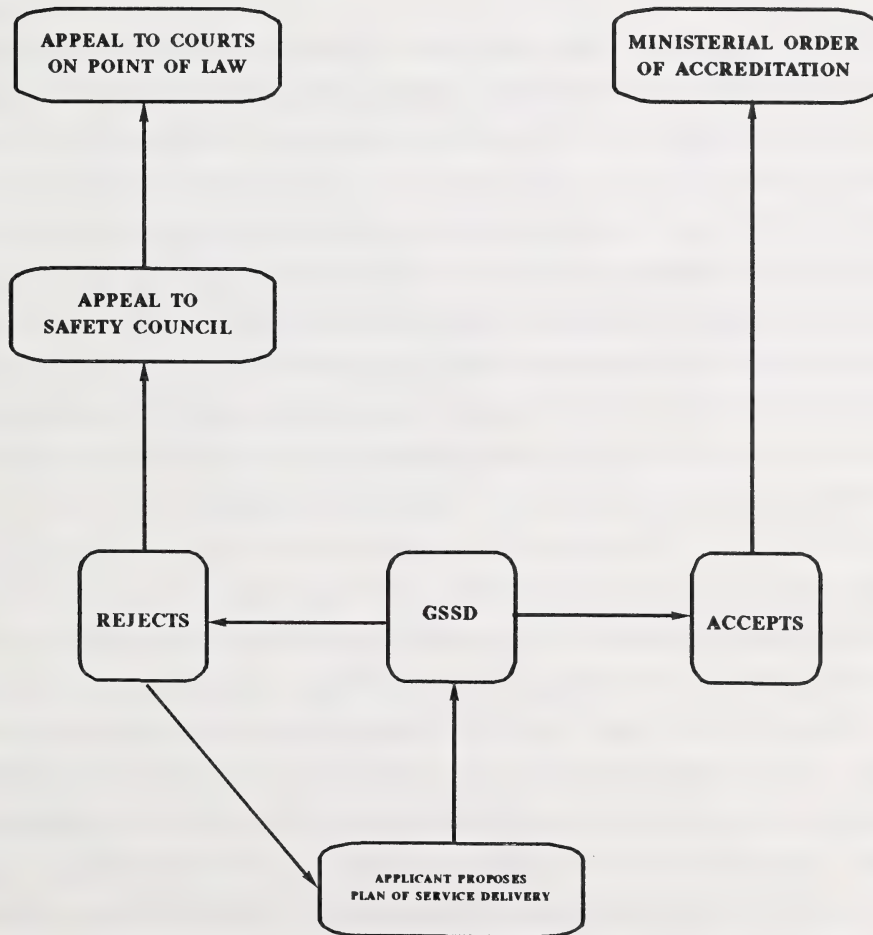 APPEAL TO COURTS
ON POINT OF LAW
MINISTERIAL ORDER
OF ACCREDITATION
APPEAL TO
SAFETY COUNCIL
REJECTS
GSSD
ACCEPTS
APPLICANT PROPOSES
PLAN OF SERVICE DELIVERY